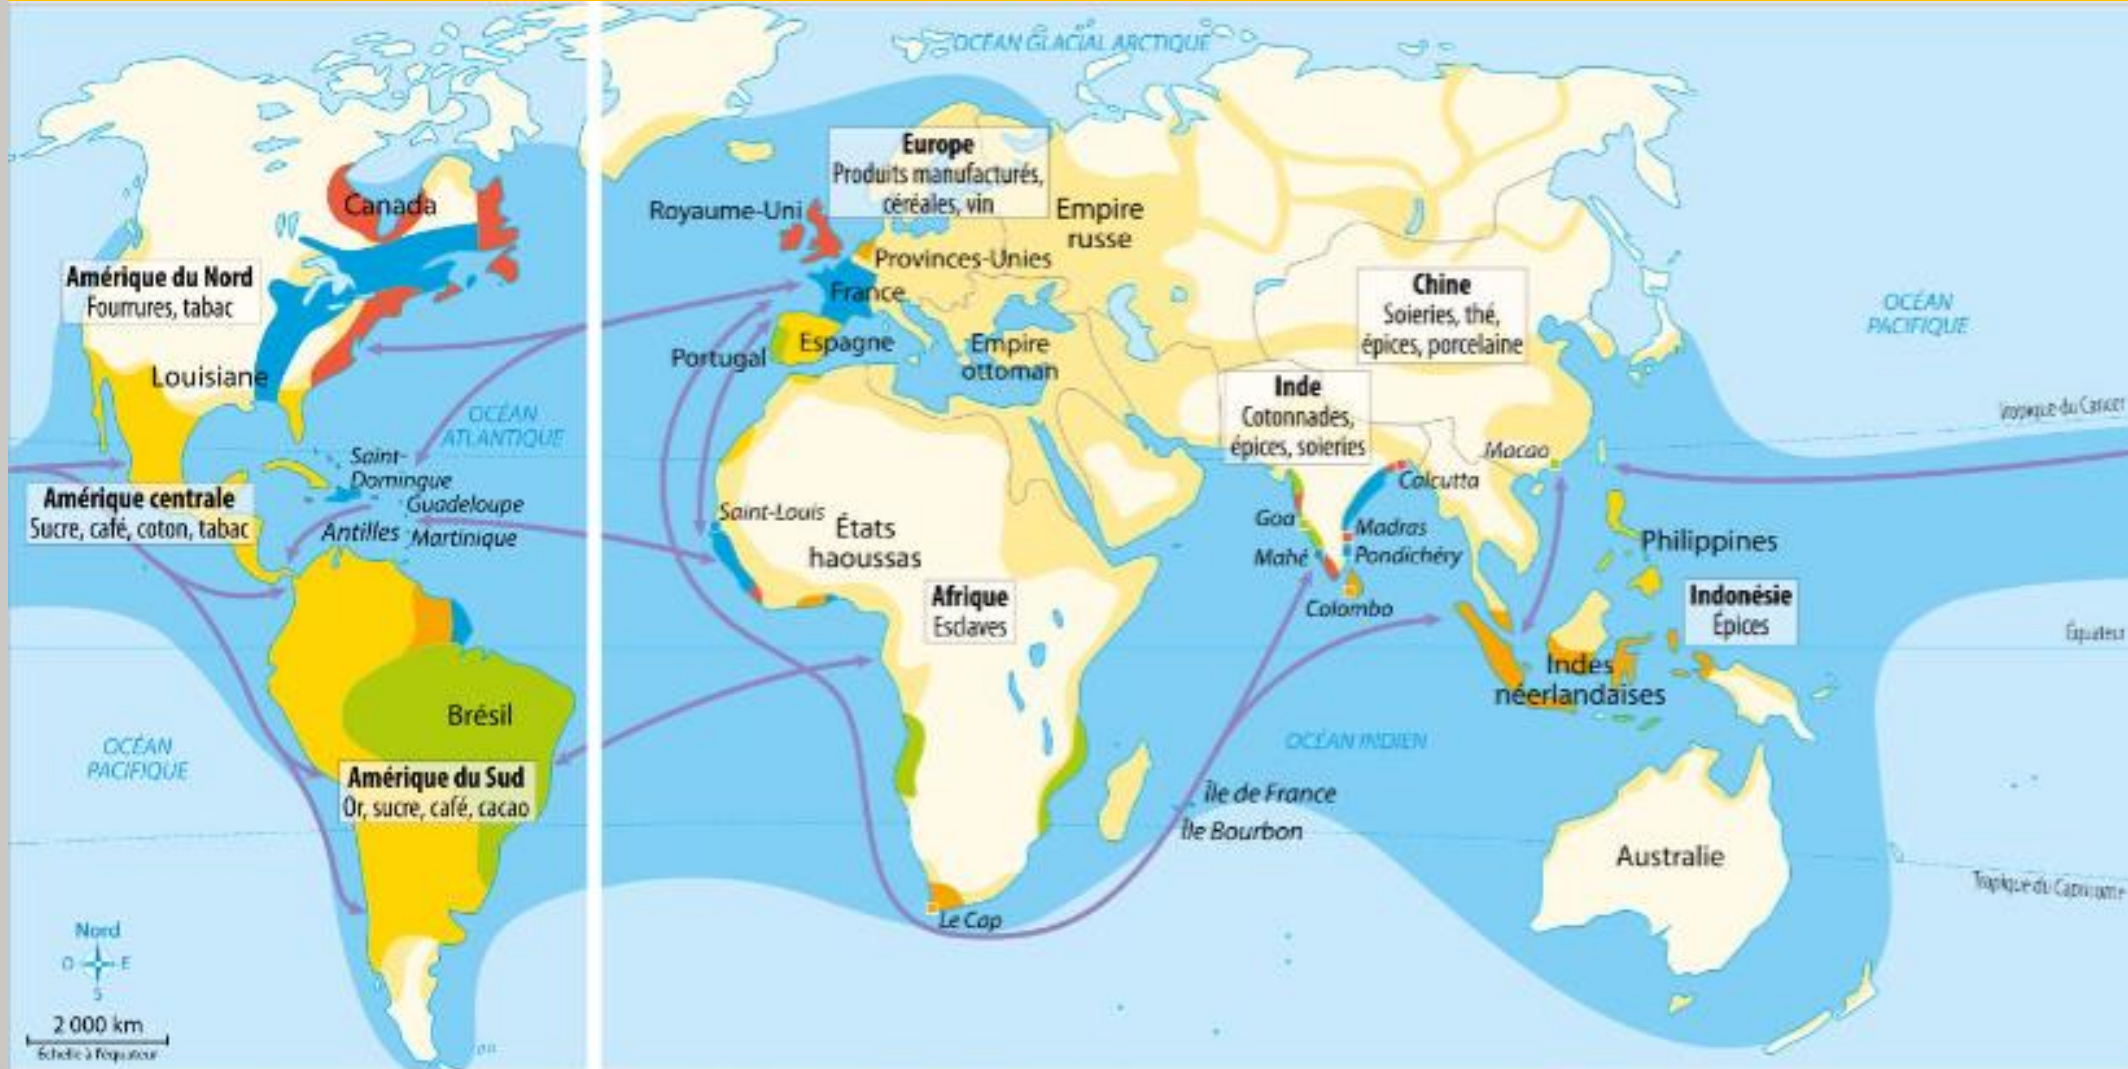 OCÉAN GLACIAL ARCTIQUE
Europe
Produits manufacturés,
céréales, vin
Royaume-Uni
Empire
russe
Canada
Provinces-Unies
Amérique du Nord
Fourrures, tabac
France
Chine
Soieries, thé,
épices, porcelaine
OCÉAN
PACIFIQUE
Portugal
Espagne
Empire
ottoman
Louisiane
Inde
Cotonnades,
épices, soieries
OCÉAN
ATLANTIQUE
Tropique du Cancer
Macao
Saint-
Domingue
Calcutta
Amérique centrale
Sucre, café, coton, tabac
Guadeloupe
Antilles
Martinique
Saint-Louis
États
haoussas
Goa
Madras
Mahé
Pondichéry
Philippines
Afrique
Esclaves
Colombo
Indonésie
Épices
Équateur
Indes
néerlandaises
Brésil
OCÉAN
PACIFIQUE
OCÉAN INDIEN
Amérique du Sud
Or, sucre, café, cacao
Île de France
Île Bourbon
Australie
Tropique du Capricorne
Le Cap
Nord
O
E
S
2 000 km
Échelle à l'équateur